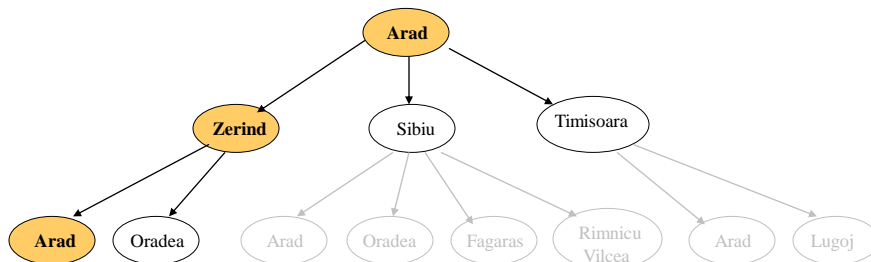 Arad
Zerind
Sibiu
Timisoara
Arad
Oradea
Arad
Oradea
Fagaras
Rimnicu
Vilcea
Arad
Lugoj